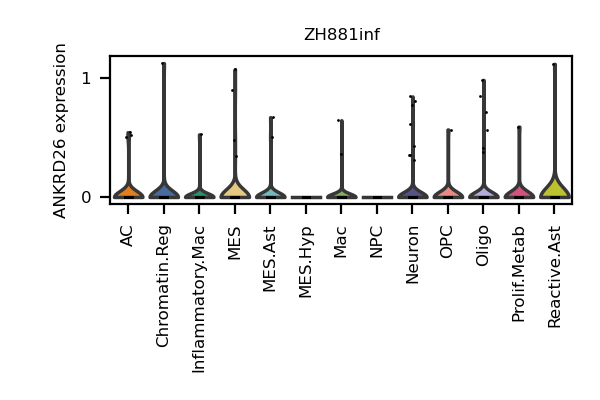 ZH881inf
ANKRD26 expression
1
0
AC
Chromatin.Reg
Inflammatory.Mac
MES
MES.Ast
MES.Hyp
Mac
NPC
Neuron
OPC
Oligo
Prolif.Metab
Reactive.Ast